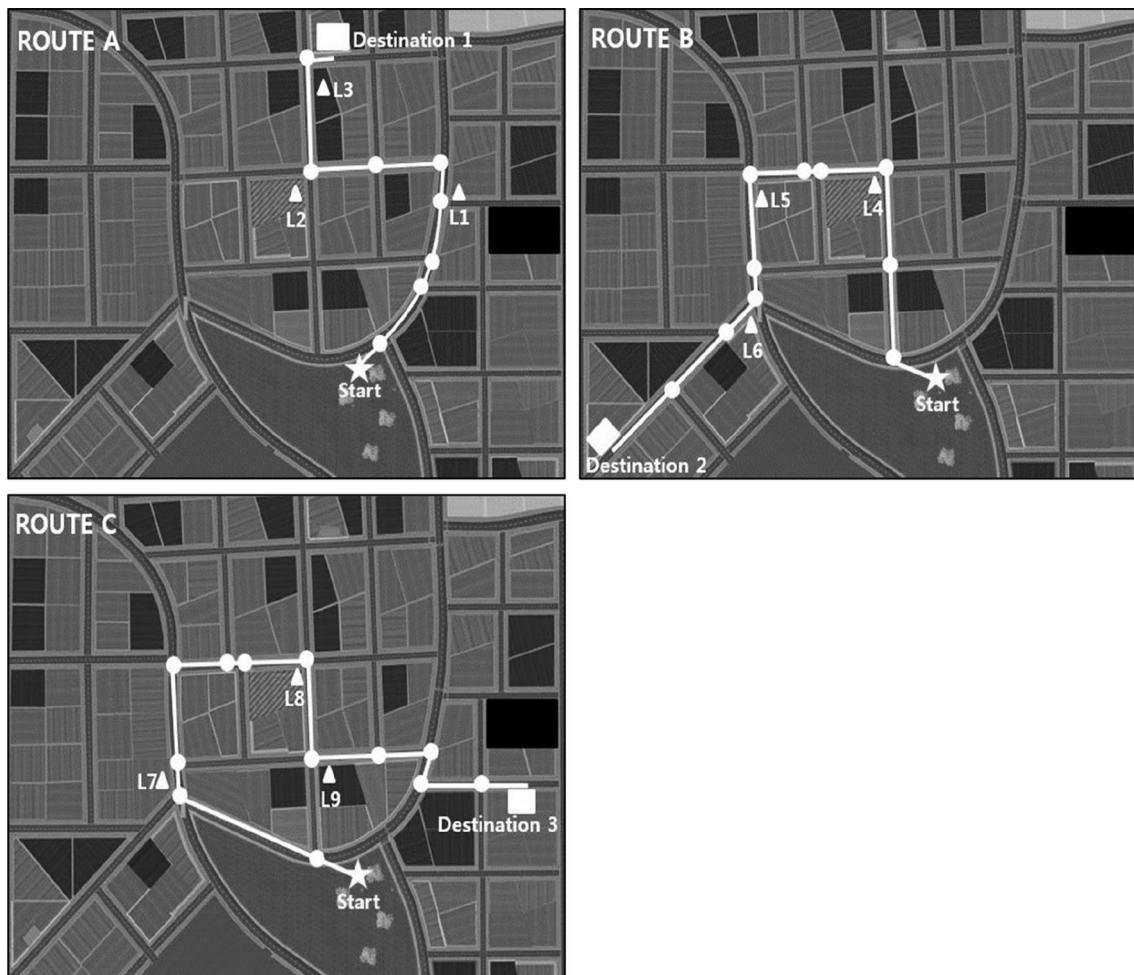 ROUTE A
Destination 1
L3
L2
L1
Start
ROUTE B
L5
L4
L6
Start
Destination 2
ROUTE C
L8
L7
L9
Destination 3
Start